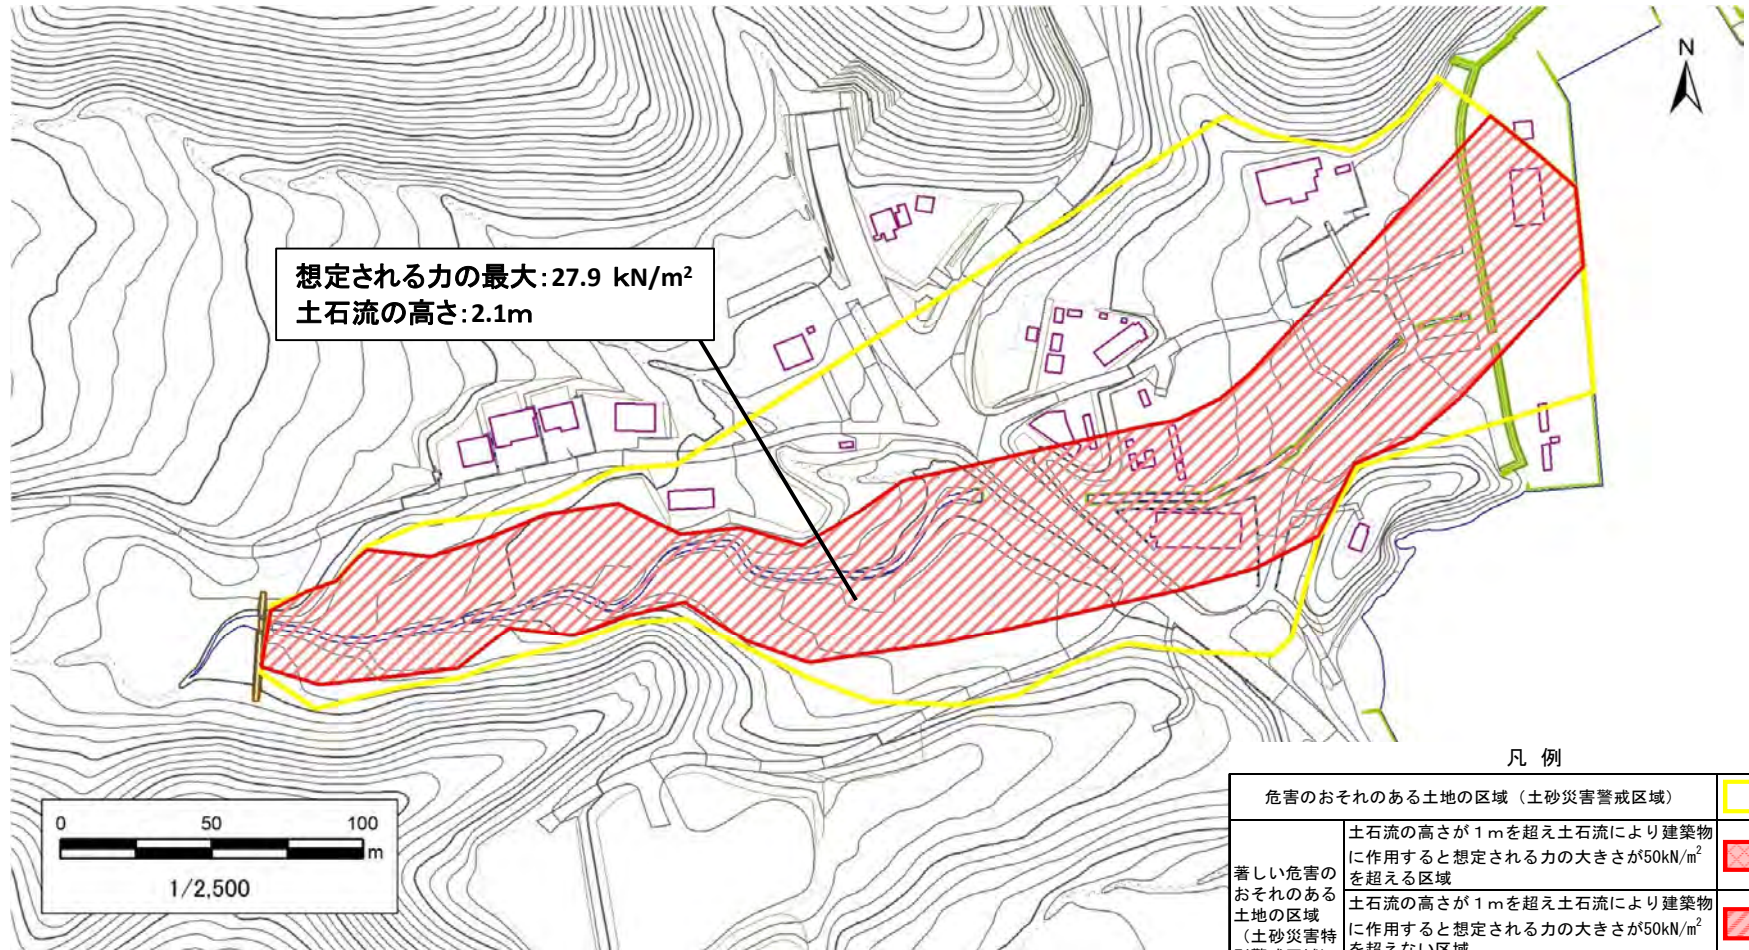 N
想定される力の最大:27.9 kN/m²
土石流の高さ:2.1m
0 50 100
m
1/2,500
凡 例
危害のおそれのある土地の区域（土砂災害警戒区域）
著しい危害の
おそれのある
土地の区域
（土砂災害特
土石流の高さが１ｍを超え土石流により建築物
に作用すると想定される力の大きさが50kN/m²
を超える区域
土石流の高さが１ｍを超え土石流により建築物
に作用すると想定される力の大きさが50kN/m²
を超えない区域